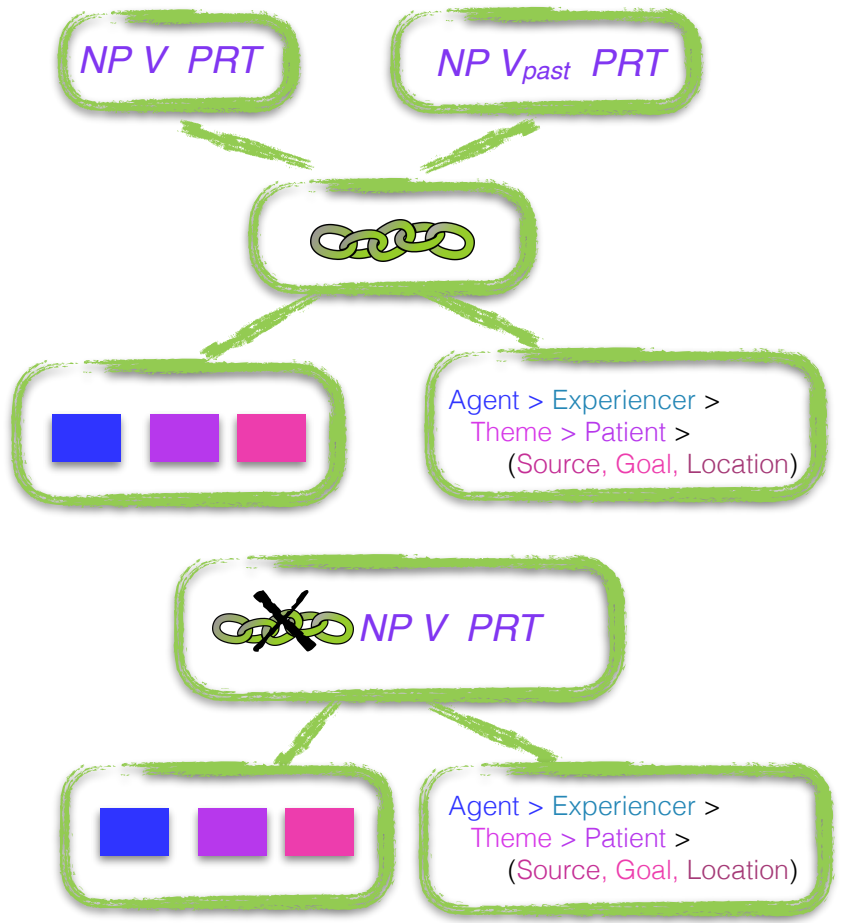 NP V PRT
NP Vpast PRT
Agent > Experiencer >
Theme > Patient >
(Source, Goal, Location)
NP V PRT
Agent > Experiencer >
Theme > Patient >
(Source, Goal, Location)